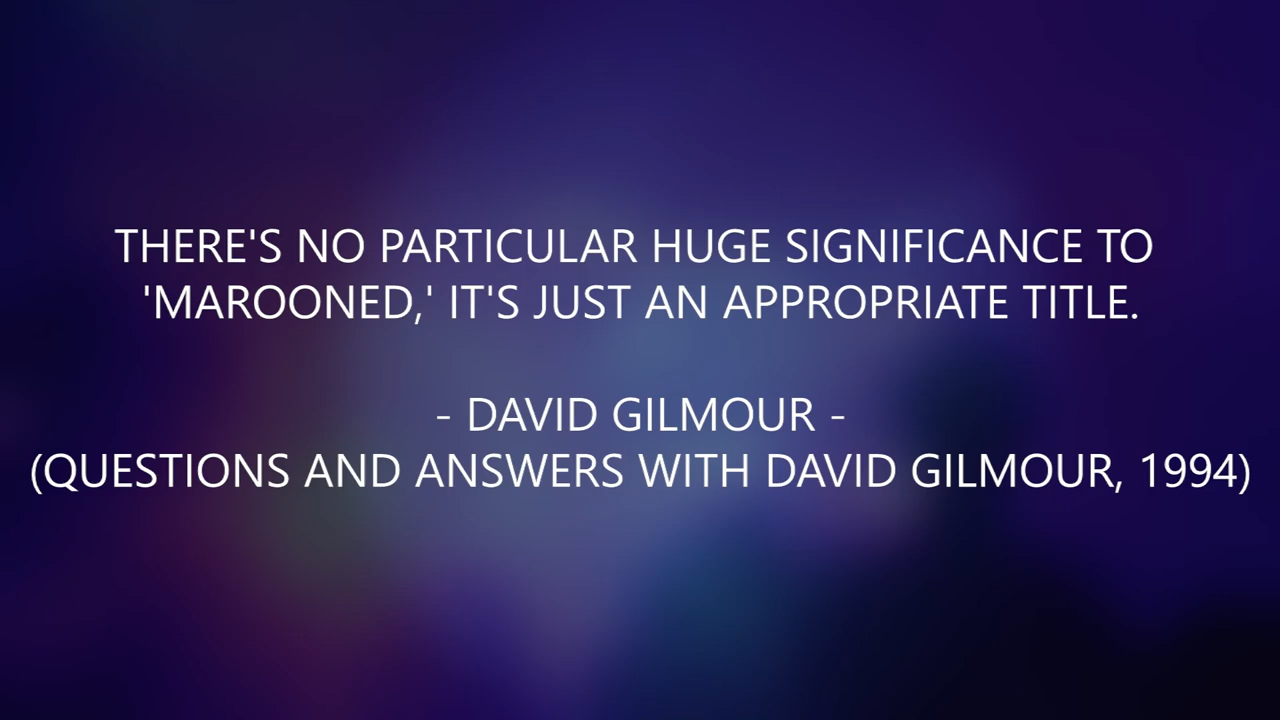 THERE'S NO PARTICULAR HUGE SIGNIFICANCE TO
'MAROONED,' IT'S JUST AN APPROPRIATE TITLE.
- DAVID GILMOUR -
(QUESTIONS AND ANSWERS WITH DAVID GILMOUR, 1994)